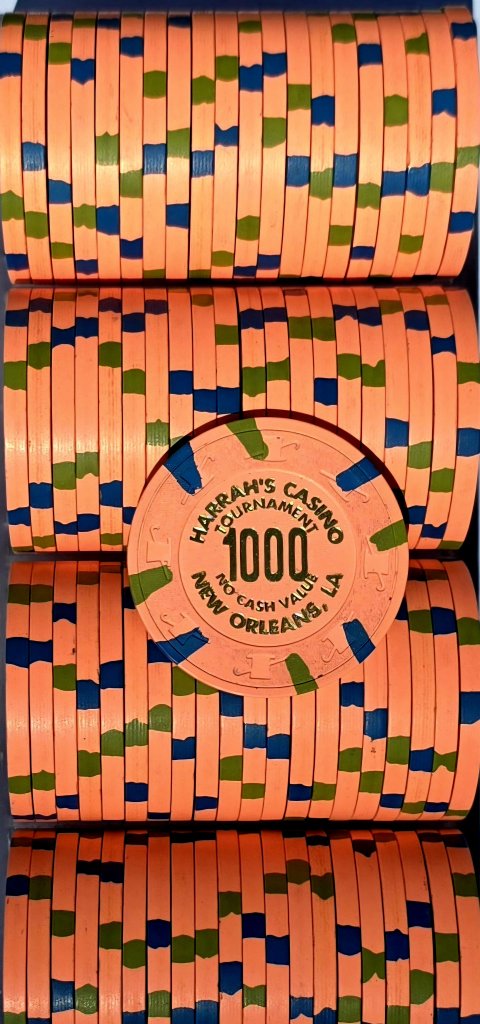 HARRAH'S CASINO
TOURNAMENT
1000
NO CASH VALUE
NEW ORLEANS, LA